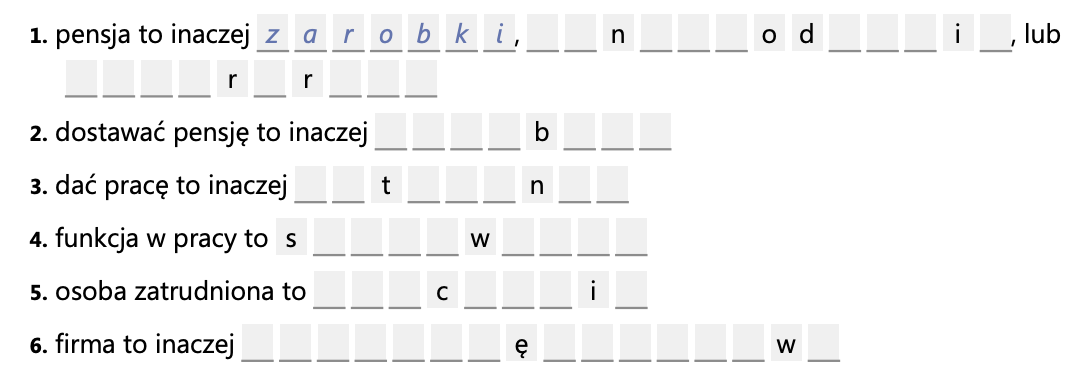 1. pensja to inaczej z a r o b k i, _ _ n _ _ _ o d _ _ _ i _, lub
_ _ _ _ r _ r _ _ _
2. dostawać pensję to inaczej _ _ _ _ b _ _ _
3. dać pracę to inaczej _ _ t _ _ _ n _ _
4. funkcja w pracy to s _ _ _ _ w _ _ _ _
5. osoba zatrudniona to _ _ _ c _ _ _ i _
6. firma to inaczej _ _ _ _ _ _ _ ę _ _ _ _ _ _ w _